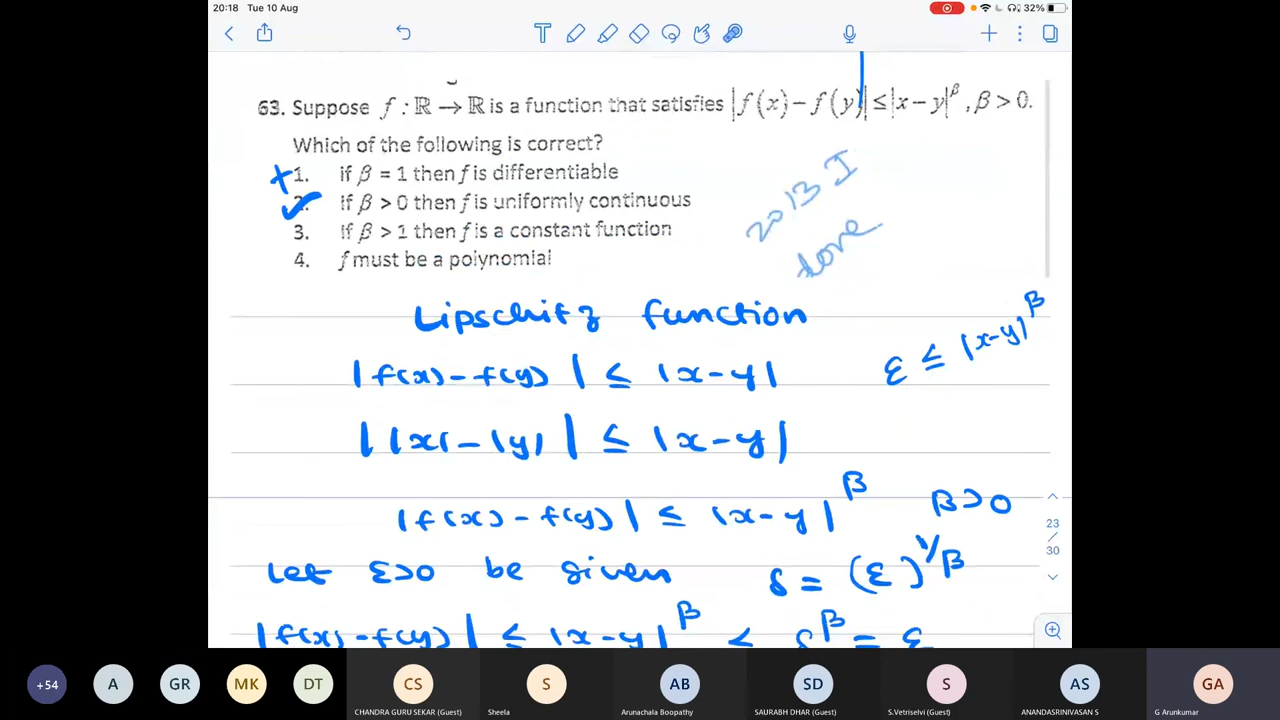 20:18 Tue 10 Aug
32%
63. Suppose f : ℝ → ℝ is a function that satisfies |f(x) − f(y)| ≤ |x − y|^β , β > 0.
Which of the following is correct?
1. if β = 1 then f is differentiable
2. if β > 0 then f is uniformly continuous
3. if β > 1 then f is a constant function
4. f must be a polynomial
2013 I
done
Lipschitz function
|f(x) - f(y)| ≤ |x-y|
ε ≤ |x-y|^β
||x| - |y|| ≤ |x-y|
|f(x) - f(y)| ≤ |x-y|^β β>0
Let ε>0 be given δ = (ε)^1/β
|f(x) - f(y)| ≤ |x-y|^β < δ^β = ε
23
30
+54 A GR MK DT CS S AB SD S AS GA
CHANDRA GURU SEKAR (Guest) Sheela Arunachala Boopathy SAURABH DHAR (Guest) S.Vetriselvi (Guest) ANANDASRINIVASAN S G Arunkumar